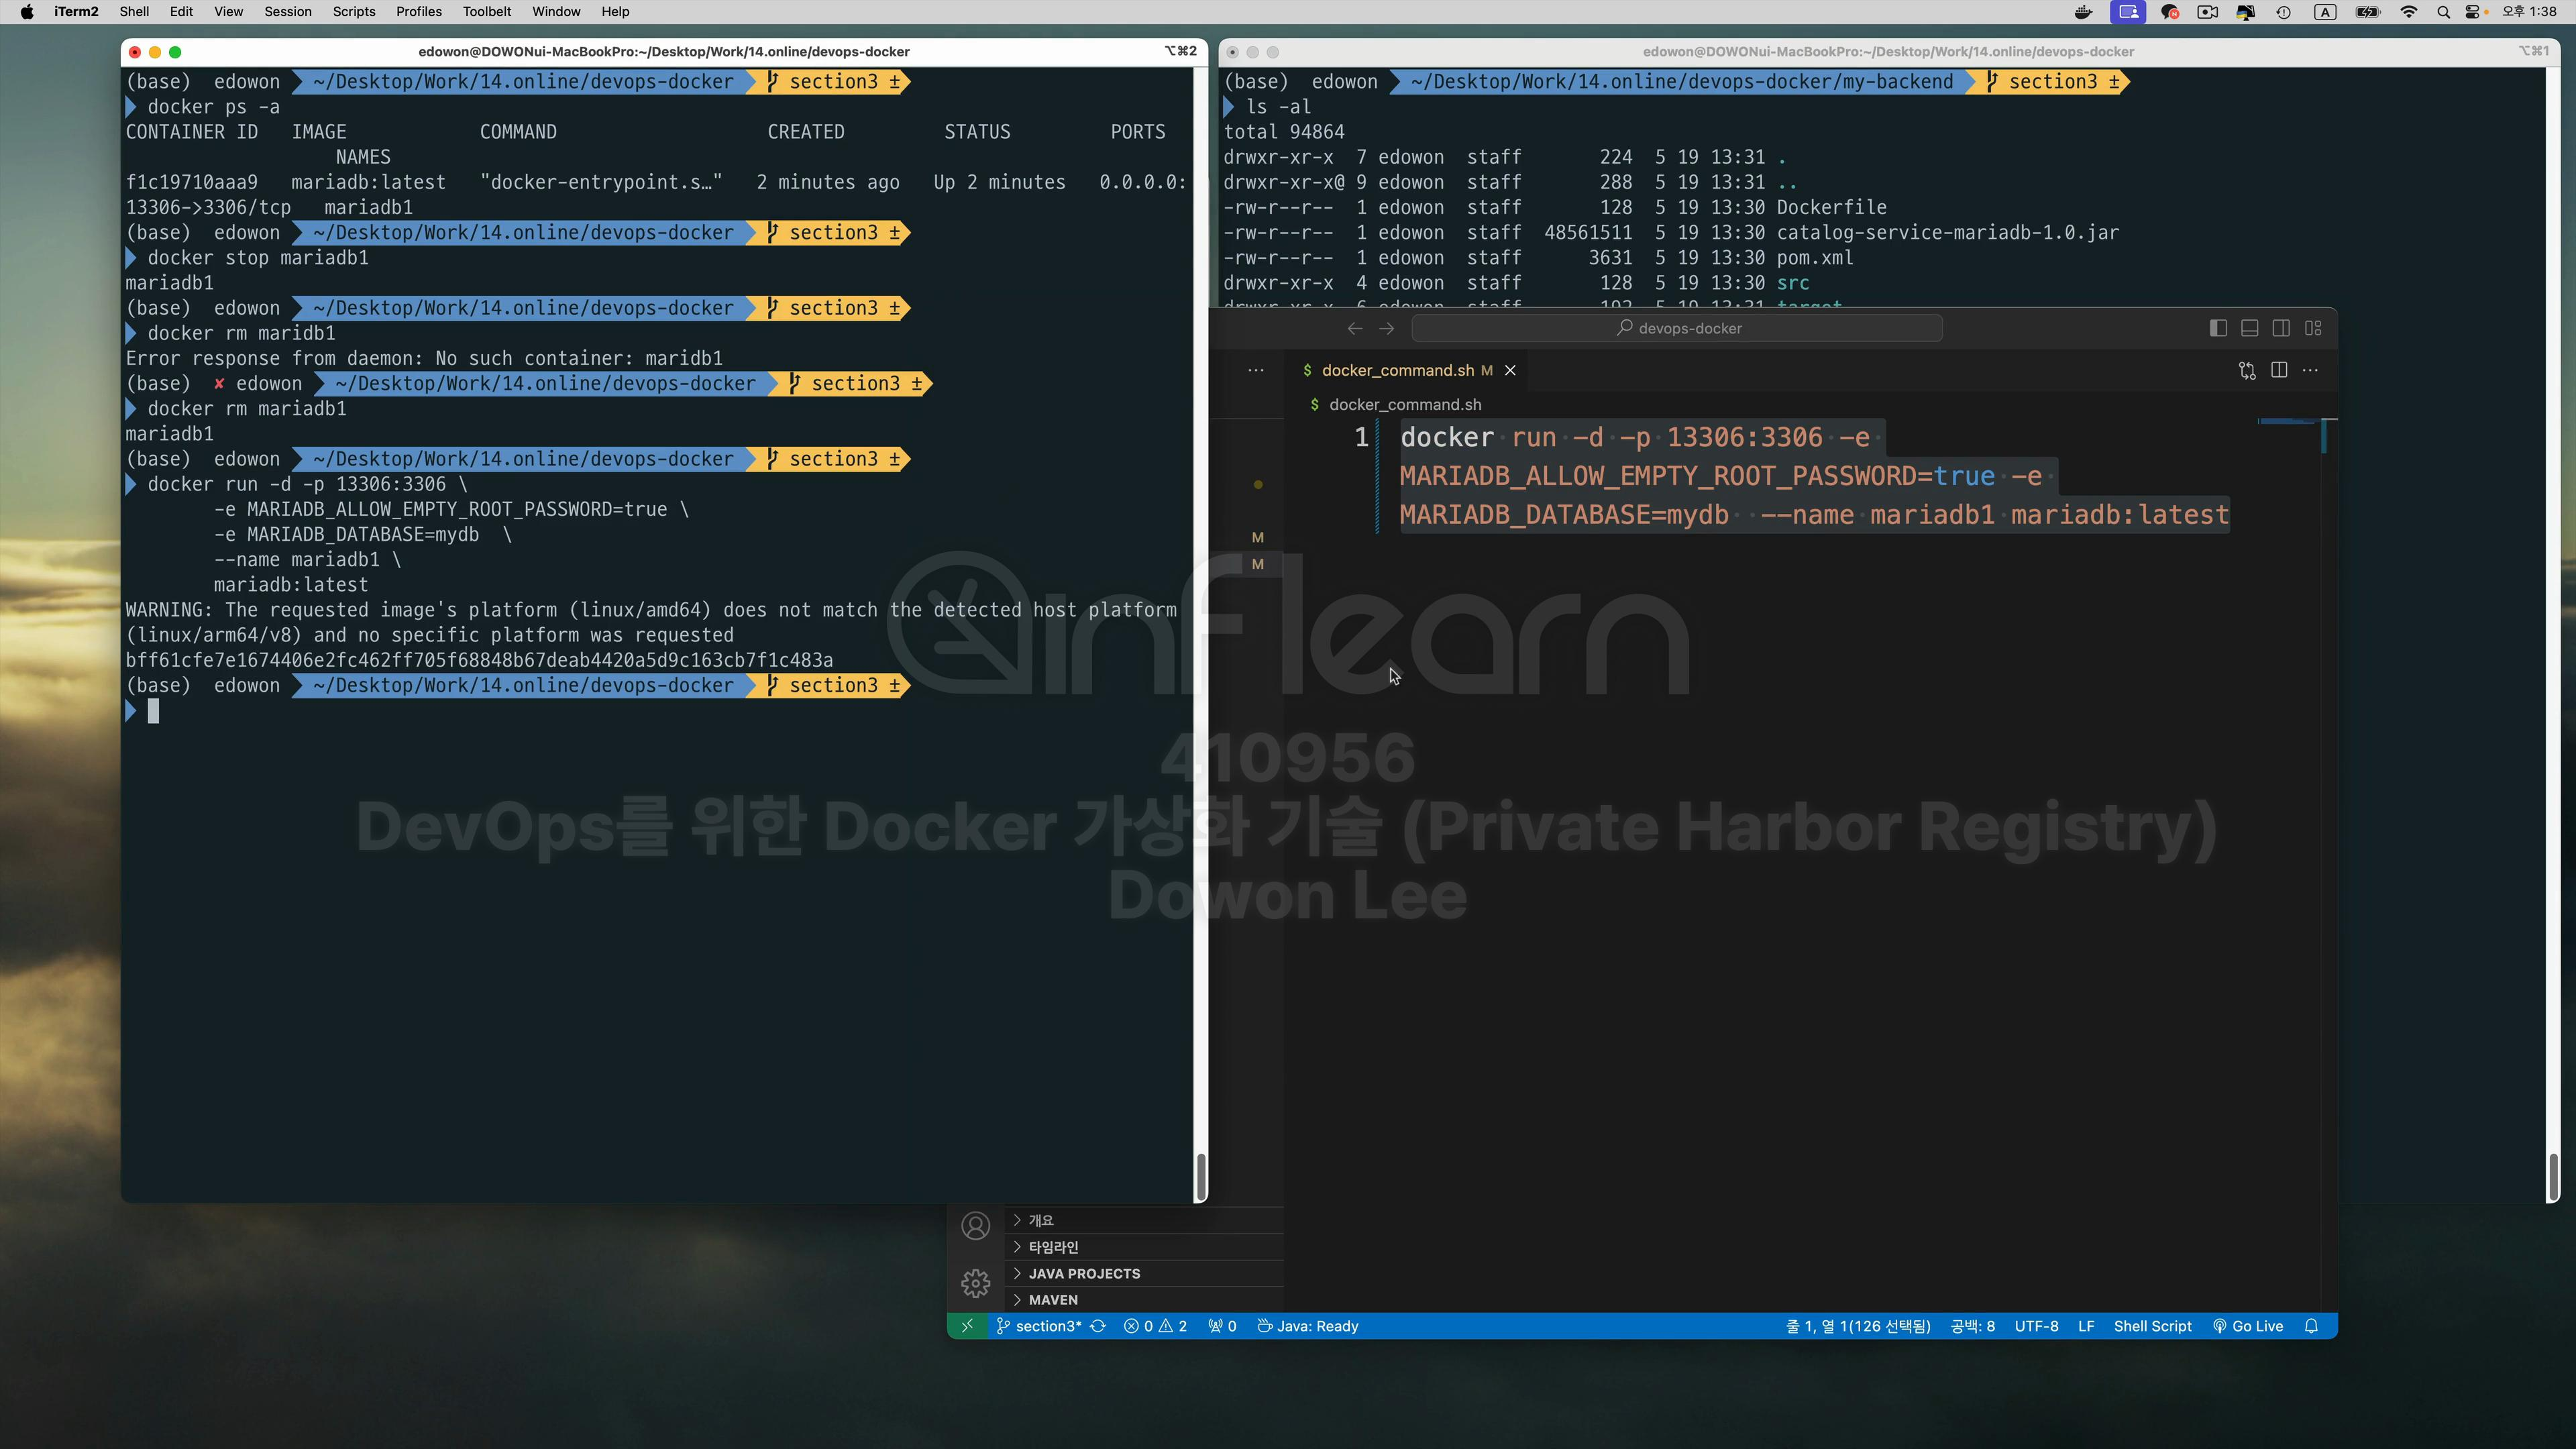 iTerm2 Shell Edit View Session Scripts Profiles Toolbelt Window Help
A 오후 1:38
edowon@DOWONui-MacBookPro:~/Desktop/Work/14.online/devops-docker ⌥⌘2
(base) edowon ~/Desktop/Work/14.online/devops-docker section3 ±
docker ps -a
CONTAINER ID IMAGE COMMAND CREATED STATUS PORTS
NAMES
f1c19710aaa9 mariadb:latest "docker-entrypoint.s…" 2 minutes ago Up 2 minutes 0.0.0.0:
13306->3306/tcp mariadb1
(base) edowon ~/Desktop/Work/14.online/devops-docker section3 ±
docker stop mariadb1
mariadb1
(base) edowon ~/Desktop/Work/14.online/devops-docker section3 ±
docker rm maridb1
Error response from daemon: No such container: maridb1
(base) ✘ edowon ~/Desktop/Work/14.online/devops-docker section3 ±
docker rm mariadb1
mariadb1
(base) edowon ~/Desktop/Work/14.online/devops-docker section3 ±
docker run -d -p 13306:3306 \
-e MARIADB_ALLOW_EMPTY_ROOT_PASSWORD=true \
-e MARIADB_DATABASE=mydb \
--name mariadb1 \
mariadb:latest
WARNING: The requested image's platform (linux/amd64) does not match the detected host platform
(linux/arm64/v8) and no specific platform was requested
bff61cfe7e1674406e2fc462ff705f68848b67deab4420a5d9c163cb7f1c483a
(base) edowon ~/Desktop/Work/14.online/devops-docker section3 ±
edowon@DOWONui-MacBookPro:~/Desktop/Work/14.online/devops-docker ⌥⌘1
(base) edowon ~/Desktop/Work/14.online/devops-docker/my-backend section3 ±
ls -al
total 94864
drwxr-xr-x 7 edowon staff 224 5 19 13:31 .
drwxr-xr-x@ 9 edowon staff 288 5 19 13:31 ..
-rw-r--r-- 1 edowon staff 128 5 19 13:30 Dockerfile
-rw-r--r-- 1 edowon staff 48561511 5 19 13:30 catalog-service-mariadb-1.0.jar
-rw-r--r-- 1 edowon staff 3631 5 19 13:30 pom.xml
drwxr-xr-x 4 edowon staff 128 5 19 13:30 src
drwxr-xr-x 6 edowon staff 192 5 19 13:31 target
devops-docker
docker_command.sh M
docker_command.sh
1 docker run -d -p 13306:3306 -e
MARIADB_ALLOW_EMPTY_ROOT_PASSWORD=true -e
MARIADB_DATABASE=mydb --name mariadb1 mariadb:latest
M
M
inflearn
410956
DevOps를 위한 Docker 가상화 기술 (Private Harbor Registry)
Dowon Lee
개요
타임라인
JAVA PROJECTS
MAVEN
section3* 0 2 0 Java: Ready 줄 1, 열 1(126 선택됨) 공백: 8 UTF-8 LF Shell Script Go Live